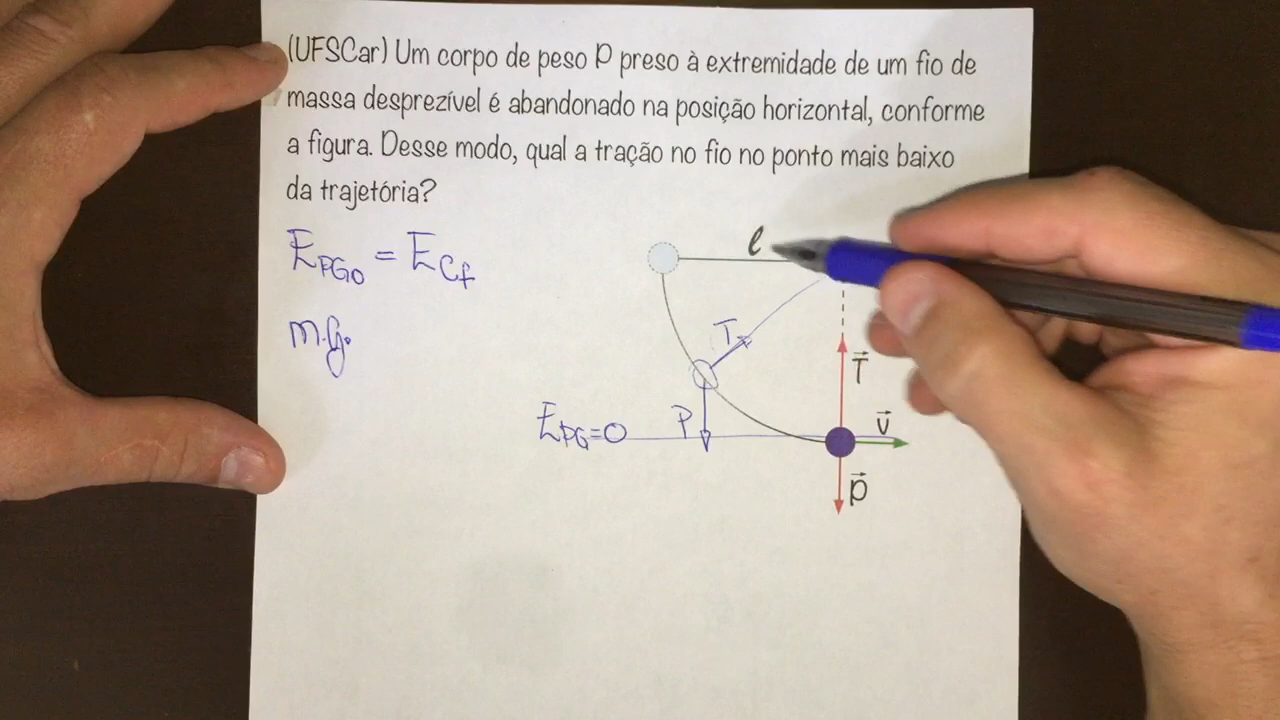 (UFSCar) Um corpo de peso P preso à extremidade de um fio de
massa desprezível é abandonado na posição horizontal, conforme
a figura. Desse modo, qual a tração no fio no ponto mais baixo
da trajetória?
E_PG0 = E_Cf
m.g.
ℓ
T
T⃗
P
E_PG=0
v⃗
p⃗